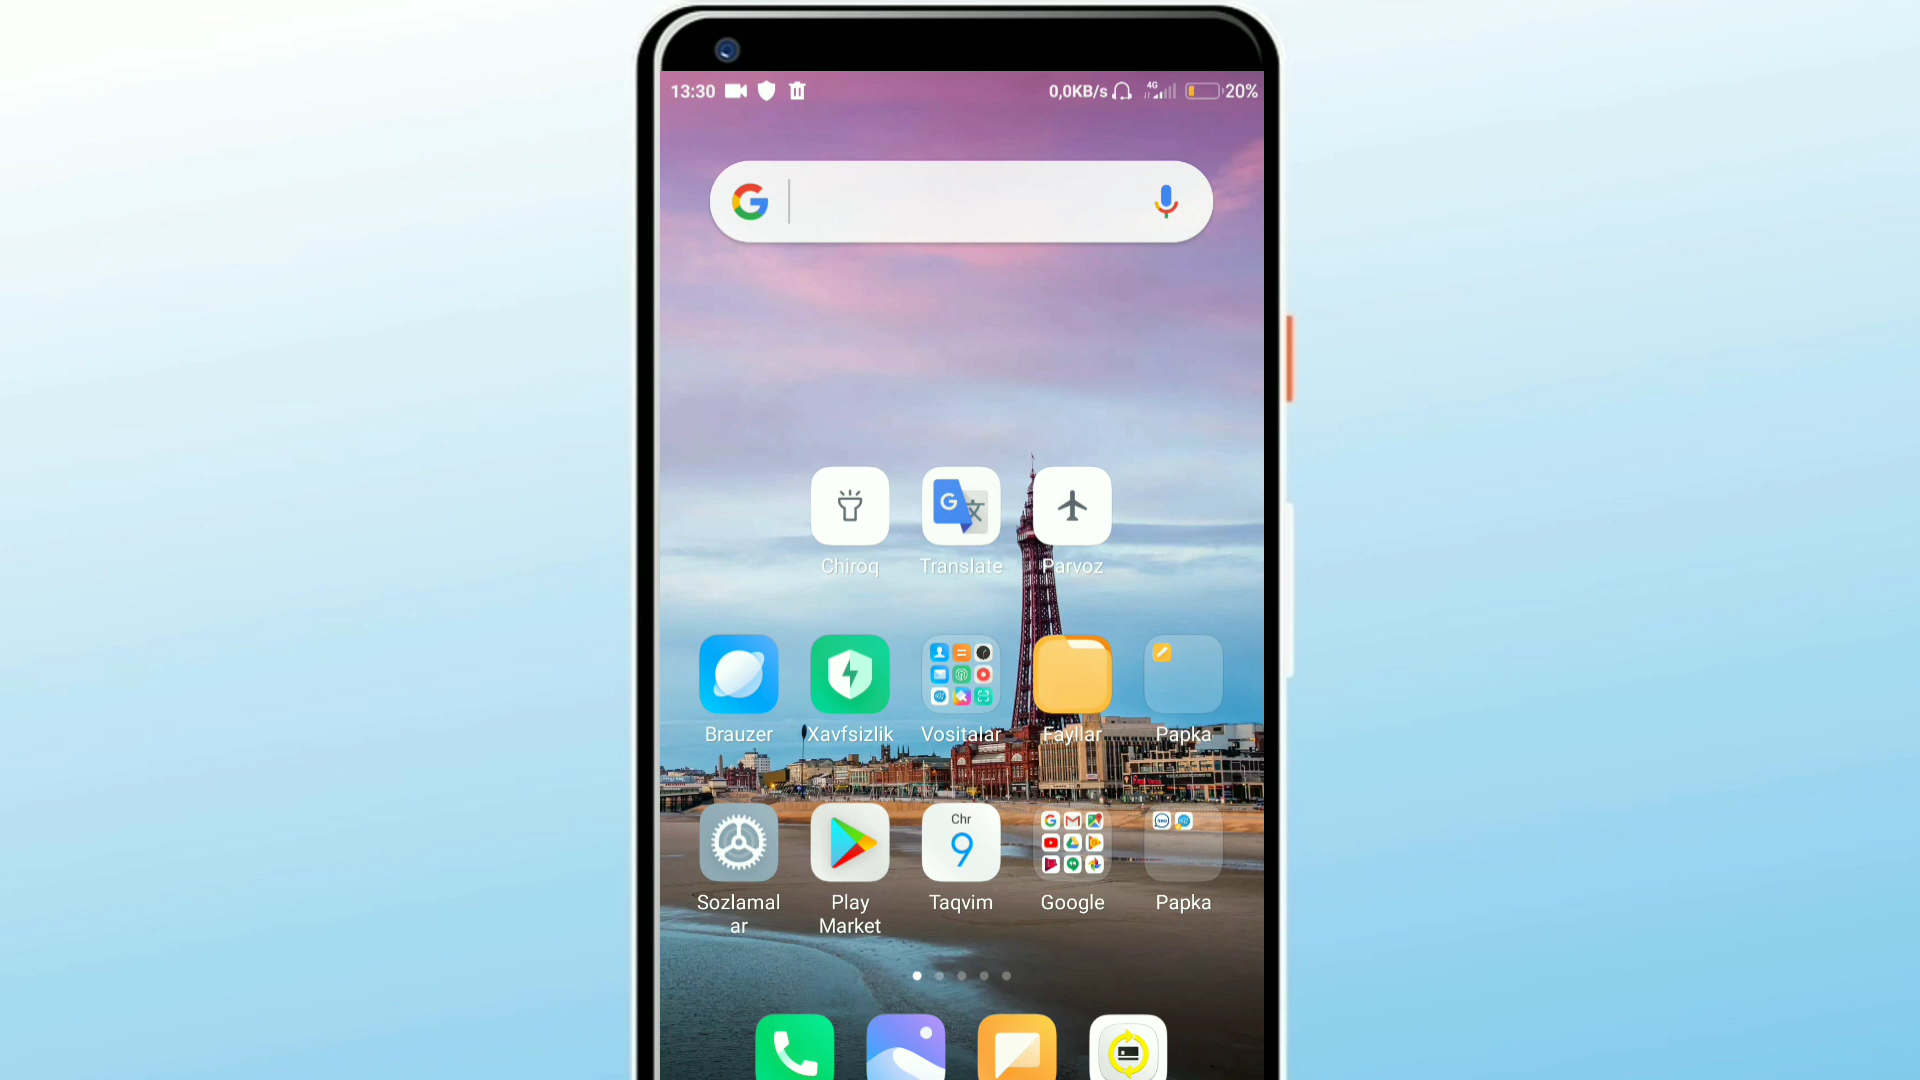 13:30 0,0KB/s 4G 20%
Chiroq Translate Parvoz
Brauzer Xavfsizlik Vositalar Fayllar Papka
Chr
9
Sozlamal
ar
Play
Market
Taqvim Google Papka